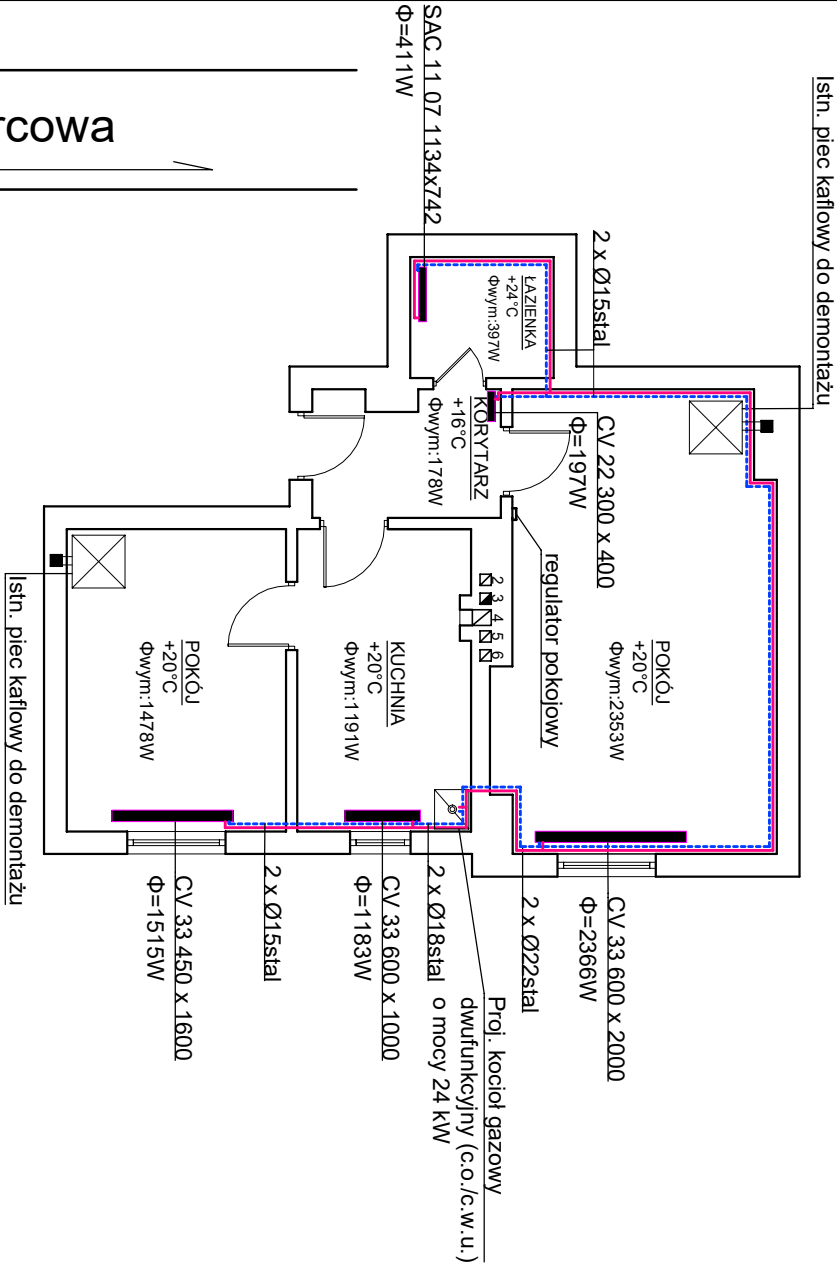 Istn. piec kaflowy do demontażu
SAC 11 07 1134x742
Φ=411W
rcowa
2 x Ø15stal
ŁAZIENKA
+24°C
Φwym:397W
KORYTARZ
+16°C
Φwym:178W
CV 22 300 x 400
Φ=197W
regulator pokojowy
POKÓJ
+20°C
Φwym:2353W
2
3
4
5
6
KUCHNIA
+20°C
Φwym:1191W
POKÓJ
+20°C
Φwym:1478W
Istn. piec kaflowy do demontażu
CV 33 600 x 2000
Φ=2366W
2 x Ø22stal
Proj. kocioł gazowy
dwufunkcyjny (c.o./c.w.u.)
o mocy 24 kW
2 x Ø18stal
CV 33 600 x 1000
Φ=1183W
2 x Ø15stal
CV 33 450 x 1600
Φ=1515W